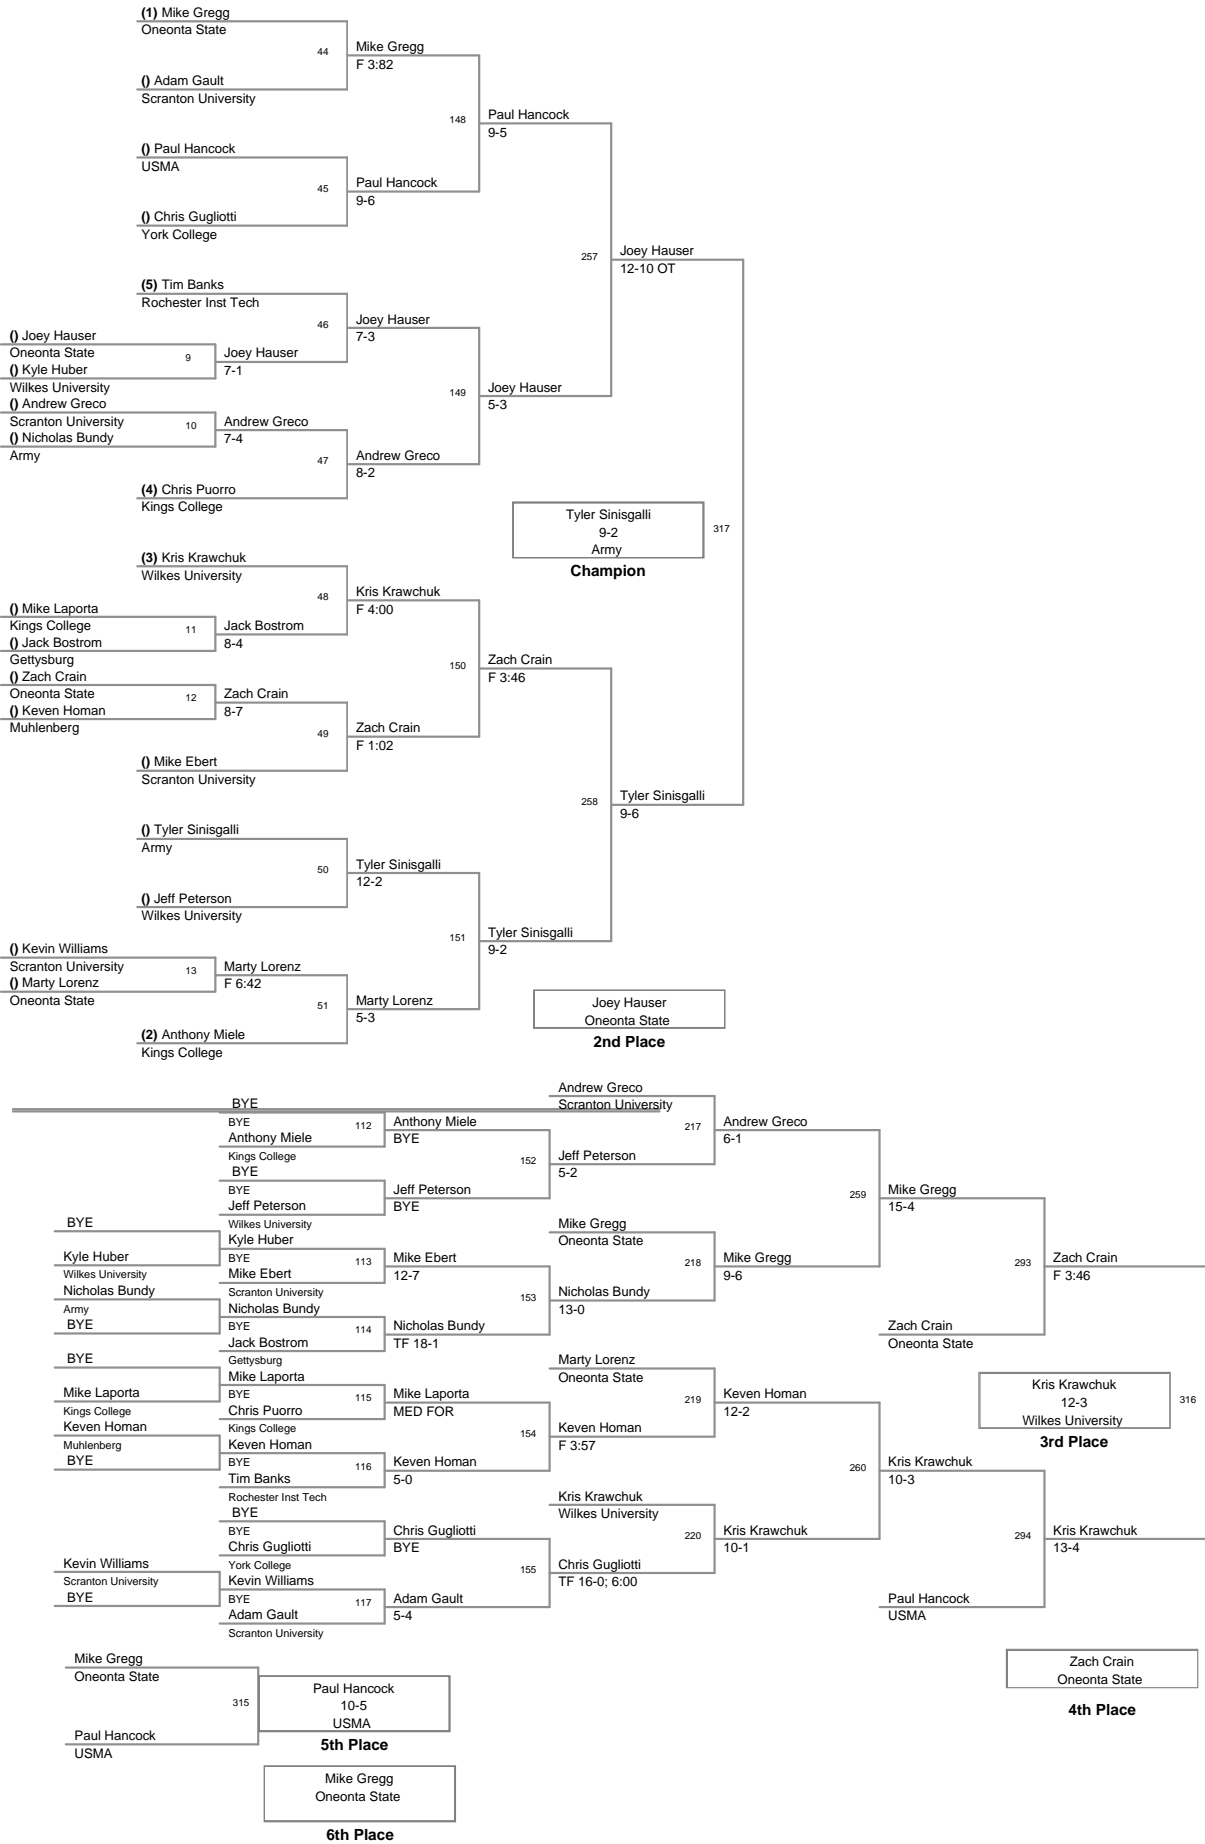 (1) Mike Gregg
Oneonta State
44
Mike Gregg
F 3:82
() Adam Gault
Scranton University
148
Paul Hancock
9-5
() Paul Hancock
USMA
45
Paul Hancock
9-6
() Chris Gugliotti
York College
257
Joey Hauser
12-10 OT
(5) Tim Banks
Rochester Inst Tech
46
Joey Hauser
7-3
() Joey Hauser
Oneonta State
9
Joey Hauser
7-1
() Kyle Huber
Wilkes University
149
Joey Hauser
5-3
() Andrew Greco
Scranton University
10
Andrew Greco
7-4
() Nicholas Bundy
Army
47
Andrew Greco
8-2
(4) Chris Puorro
Kings College
Tyler Sinisgalli
9-2
Army
317
Champion
(3) Kris Krawchuk
Wilkes University
48
Kris Krawchuk
F 4:00
() Mike Laporta
Kings College
11
Jack Bostrom
8-4
() Jack Bostrom
Gettysburg
150
Zach Crain
F 3:46
() Zach Crain
Oneonta State
12
Zach Crain
8-7
() Keven Homan
Muhlenberg
49
Zach Crain
F 1:02
() Mike Ebert
Scranton University
258
Tyler Sinisgalli
9-6
() Tyler Sinisgalli
Army
50
Tyler Sinisgalli
12-2
() Jeff Peterson
Wilkes University
151
Tyler Sinisgalli
9-2
() Kevin Williams
Scranton University
13
Marty Lorenz
F 6:42
() Marty Lorenz
Oneonta State
51
Marty Lorenz
5-3
(2) Anthony Miele
Kings College
Joey Hauser
Oneonta State
2nd Place
Andrew Greco
Scranton University
BYE
BYE
112
Anthony Miele
BYE
Anthony Miele
Kings College
217
Andrew Greco
6-1
152
Jeff Peterson
5-2
BYE
BYE
Jeff Peterson
BYE
Jeff Peterson
Wilkes University
259
Mike Gregg
15-4
BYE
Kyle Huber
BYE
Kyle Huber
Wilkes University
113
Mike Ebert
12-7
Mike Ebert
Scranton University
Mike Gregg
Oneonta State
218
Mike Gregg
9-6
293
Zach Crain
F 3:46
Nicholas Bundy
Army
153
Nicholas Bundy
13-0
Nicholas Bundy
BYE
BYE
114
Nicholas Bundy
TF 18-1
Jack Bostrom
Gettysburg
Zach Crain
Oneonta State
BYE
Mike Laporta
BYE
Mike Laporta
Kings College
115
Mike Laporta
MED FOR
Chris Puorro
Kings College
Marty Lorenz
Oneonta State
219
Keven Homan
12-2
Kris Krawchuk
12-3
Wilkes University
316
3rd Place
Keven Homan
Muhlenberg
154
Keven Homan
F 3:57
Keven Homan
BYE
BYE
116
Keven Homan
5-0
Tim Banks
Rochester Inst Tech
260
Kris Krawchuk
10-3
BYE
BYE
Chris Gugliotti
BYE
Chris Gugliotti
York College
Kris Krawchuk
Wilkes University
220
Kris Krawchuk
10-1
294
Kris Krawchuk
13-4
Kevin Williams
Scranton University
155
Chris Gugliotti
TF 16-0; 6:00
Kevin Williams
BYE
BYE
117
Adam Gault
5-4
Adam Gault
Scranton University
Paul Hancock
USMA
Mike Gregg
Oneonta State
315
Paul Hancock
10-5
USMA
Paul Hancock
USMA
5th Place
Zach Crain
Oneonta State
4th Place
Mike Gregg
Oneonta State
6th Place